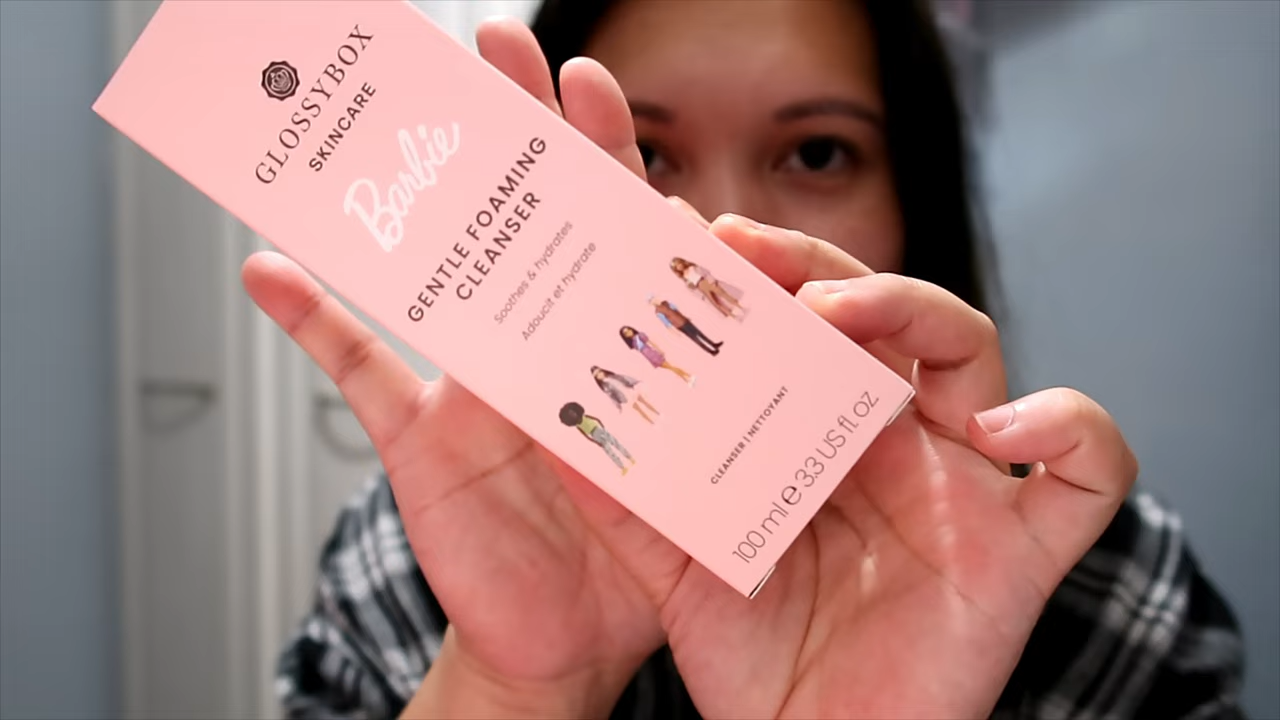 GLOSSYBOX
SKINCARE
Barbie
GENTLE FOAMING
CLEANSER
Soothes & hydrates
Adoucit et hydrate
CLEANSER | NETTOYANT
100 ml e 3.3 US fl. oz